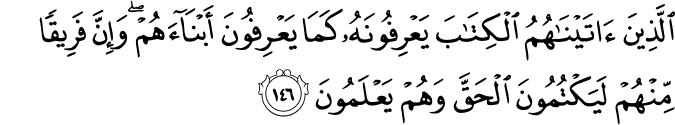 ٱلَّذِينَ ءَاتَيْنَـٰهُمُ ٱلْكِتَـٰبَ يَعْرِفُونَهُۥ كَمَا يَعْرِفُونَ أَبْنَآءَهُمْ ۖ وَإِنَّ فَرِيقًا
مِّنْهُمْ لَيَكْتُمُونَ ٱلْحَقَّ وَهُمْ يَعْلَمُونَ ١٤٦